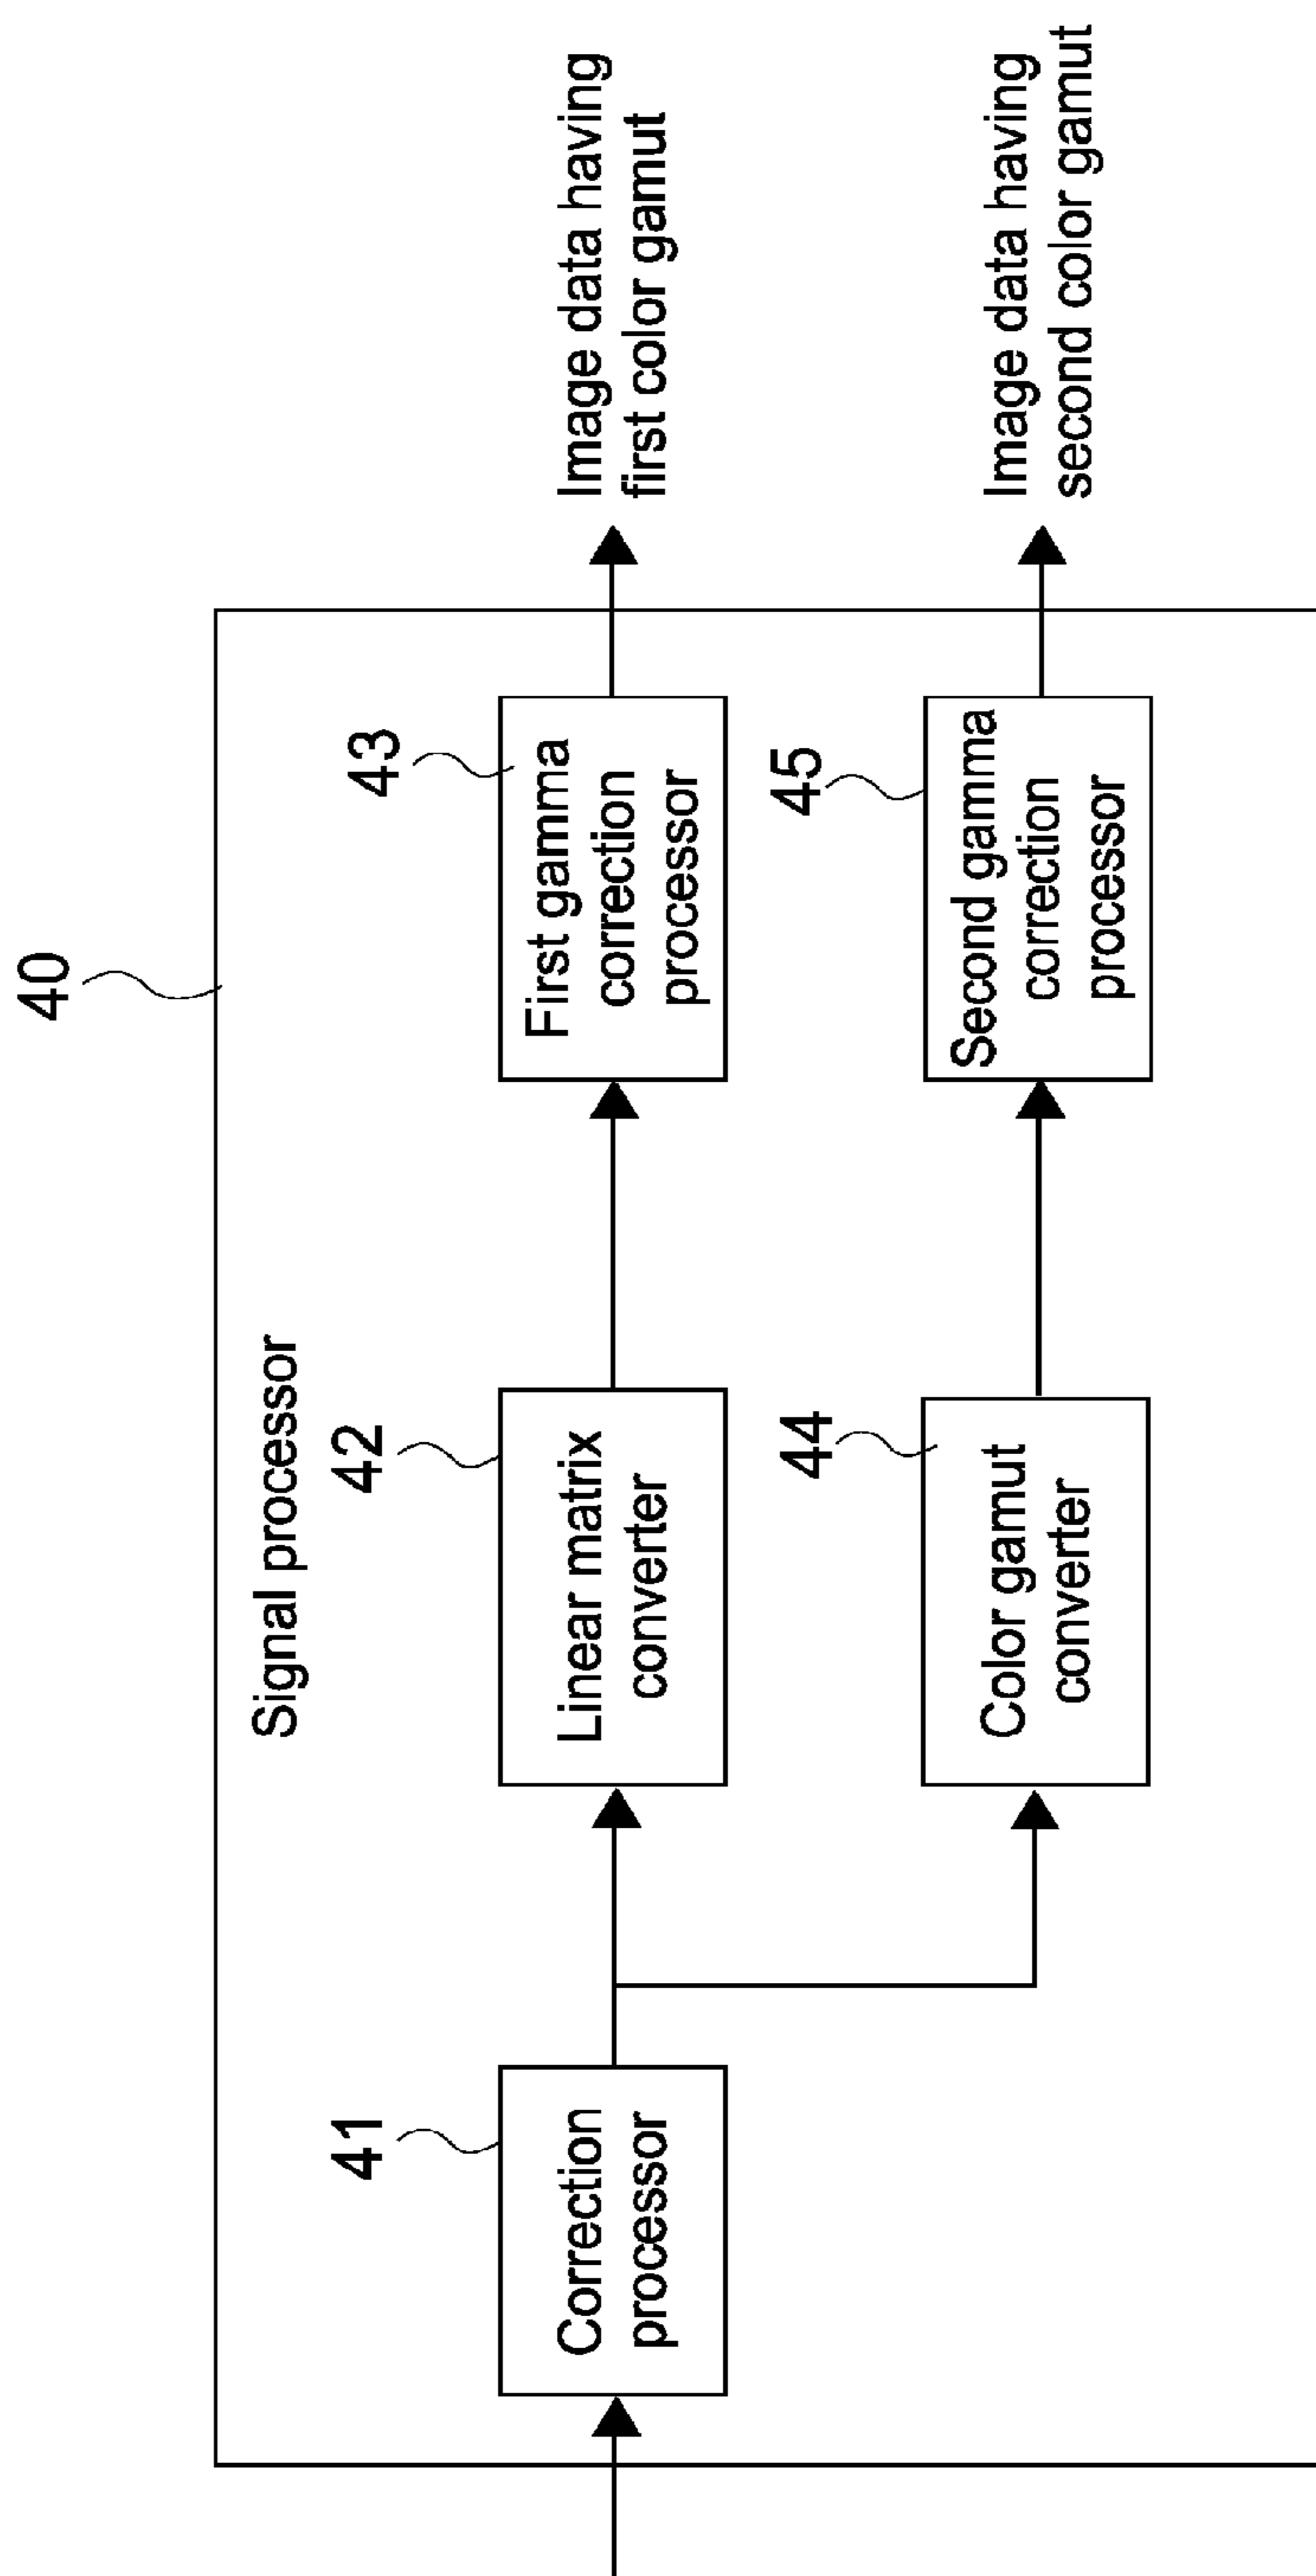 40
Signal processor
41
Correction
processor
42
Linear matrix
converter
43
First gamma
correction
processor
Image data having
first color gamut
44
Color gamut
converter
45
Second gamma
correction
processor
Image data having
second color gamut